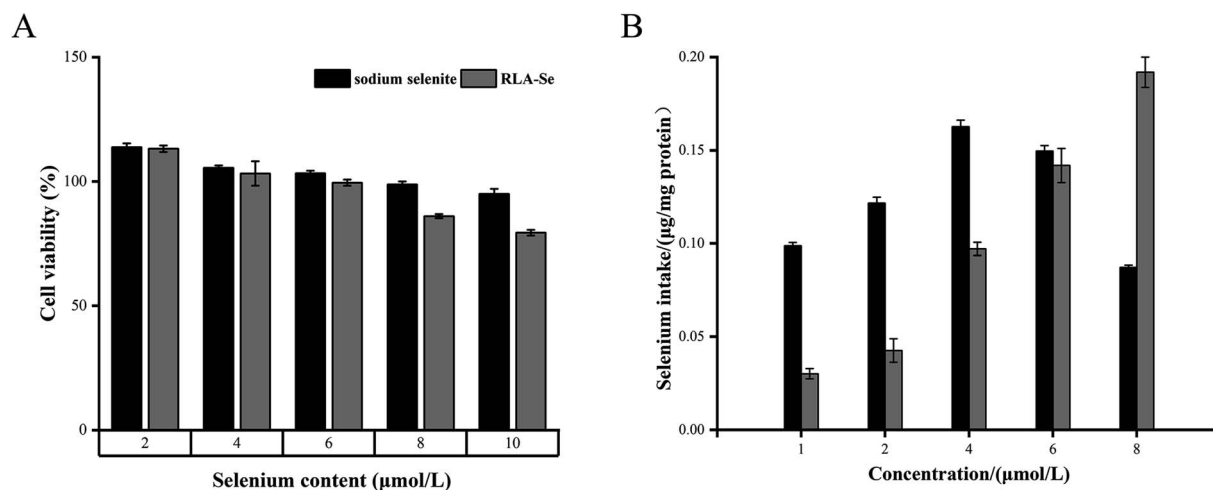 A
150
100
50
0
Cell viability (%)
sodium selenite RLA-Se
2 4 6 8 10
Selenium content (μmol/L)
B
0.20
0.15
0.10
0.05
0.00
Selenium intake/(μg/mg protein）
1 2 4 6 8
Concentration/(μmol/L)